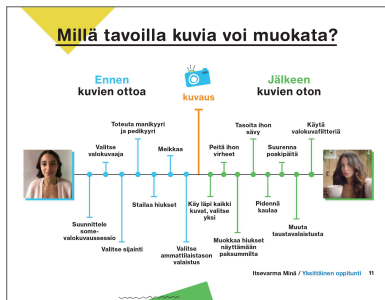 Millä tavoilla kuvia voi muokata?
Ennen
kuvien ottoa
kuvaus
Jälkeen
kuvien oton
Toteuta manikyyri
ja pedikyyri
Tasoita ihon
sävy
Käytä
valokuvafiltteriä
Valitse
valokuvaaja
Meikkaa
Peitä ihon
virheet
Suurenna
poskipäitä
Suunnittele
some-
valokuvaussessio
Valitse sijainti
Stailaa hiukset
Valitse
ammattilaistason
valaistus
Käy läpi kaikki
kuvat, valitse
yksi
Muokkaa hiukset
näyttämään
paksummilta
Pidennä
kaulaa
Muuta
taustavalaistusta
Itsevarma Minä / Yksittäinen oppitunti 11